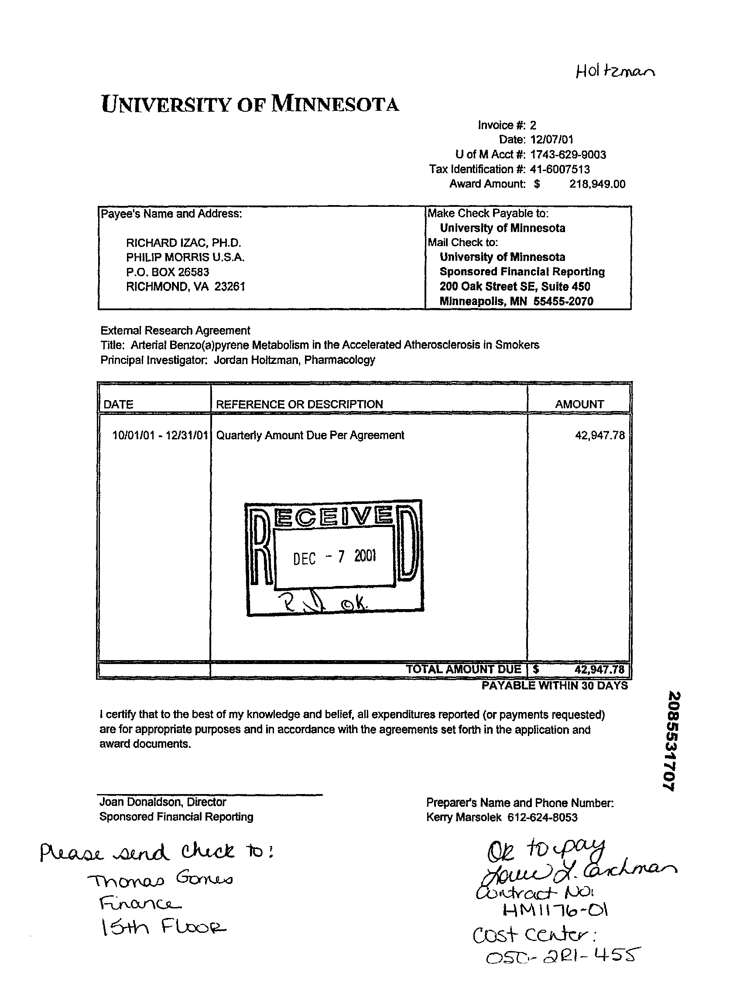 Holtzman
UNIVERSITY OF MINNESOTA
Invoice #: 2
Date: 12/07/01
U of M Acct #: 1743-629-9003
Tax Identification #: 41-6007513
Award Amount: $ 218,949.00
Payee's Name and Address:
RICHARD IZAC, PH.D.
PHILIP MORRIS U.S.A.
P.O. BOX 26583
RICHMOND, VA 23261
Make Check Payable to:
University of Minnesota
Mail Check to:
University of Minnesota
Sponsored Financial Reporting
200 Oak Street SE, Suite 450
Minneapolis, MN 55455-2070
External Research Agreement
Title: Arterial Benzo(a)pyrene Metabolism in the Accelerated Atherosclerosis in Smokers
Principal Investigator: Jordan Holtzman, Pharmacology
DATE REFERENCE OR DESCRIPTION AMOUNT
10/01/01 - 12/31/01 Quarterly Amount Due Per Agreement 42,947.78
RECEIVED
DEC - 7 2001
OK.
TOTAL AMOUNT DUE $ 42,947.78
PAYABLE WITHIN 30 DAYS
I certify that to the best of my knowledge and belief, all expenditures reported (or payments requested)
are for appropriate purposes and in accordance with the agreements set forth in the application and
award documents.
Joan Donaldson, Director
Sponsored Financial Reporting
Preparer's Name and Phone Number:
Kerry Marsolek 612-624-8053
Please send check to:
Thomas Gomes
Finance
15th Floor
OK to pay
Contract No:
HM1176-01
Cost Center:
2085531707